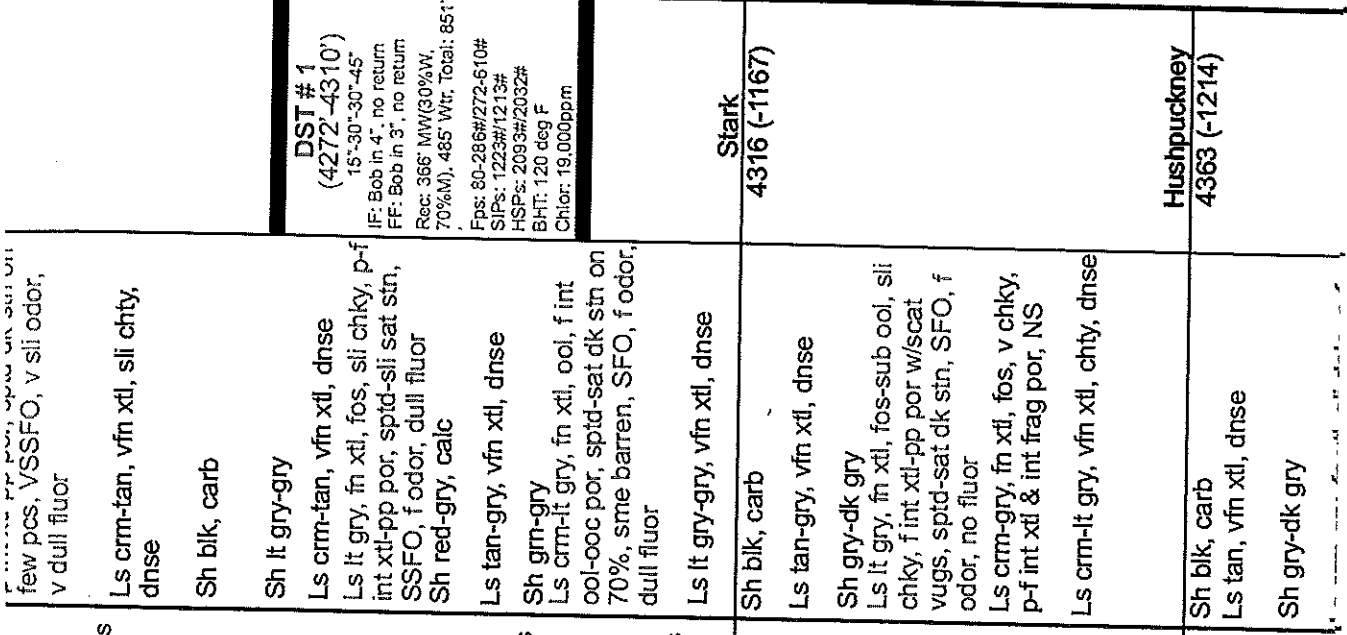 few pcs, VSSFO, v sli odor,
v dull fluor
Ls crm-tan, vfn xtl, sli chty,
dnse
Sh blk, carb
Sh lt gry-gry
Ls crm-tan, vfn xtl, dnse
Ls lt gry, fn xtl, fos, sli chky, p-f
int xtl-pp por, sptd-sli sat stn,
SSFO, f odor, dull fluor
Sh red-gry, calc
Ls tan-gry, vfn xtl, dnse
Sh grn-gry
Ls crm-lt gry, fn xtl, ool, f int
ool-occ por, sptd-sat dk stn on
70%, sme barren, SFO, f odor,
dull fluor
Ls lt gry-gry, vfn xtl, dnse
Sh blk, carb
Ls tan-gry, vfn xtl, dnse
Sh gry-dk gry
Ls lt gry, fn xtl, fos-sub ool, sli
chky, f int xtl-pp por w/scat
vugs, sptd-sat dk stn, SFO, f
odor, no fluor
Ls crm-gry, fn xtl, fos, v chky,
p-f int xtl & int frag por, NS
Ls crm-lt gry, vfn xtl, chty, dnse
Sh blk, carb
Ls tan, vfn xtl, dnse
Sh gry-dk gry
DST # 1
(4272'-4310')
15"-30"-30"-45"
IF: Bob in 4", no return
FF: Bob in 3", no return
Rec: 366' MW(30%W,
70%M), 485' Wtr, Total: 851'
Fps: 80-286#/272-610#
SIPs: 1223#/1213#
HSPs: 2093#/2032#
BHT: 120 deg F
Chlor: 19,000ppm
Stark
4316 (-1167)
Hushpuckney
4363 (-1214)